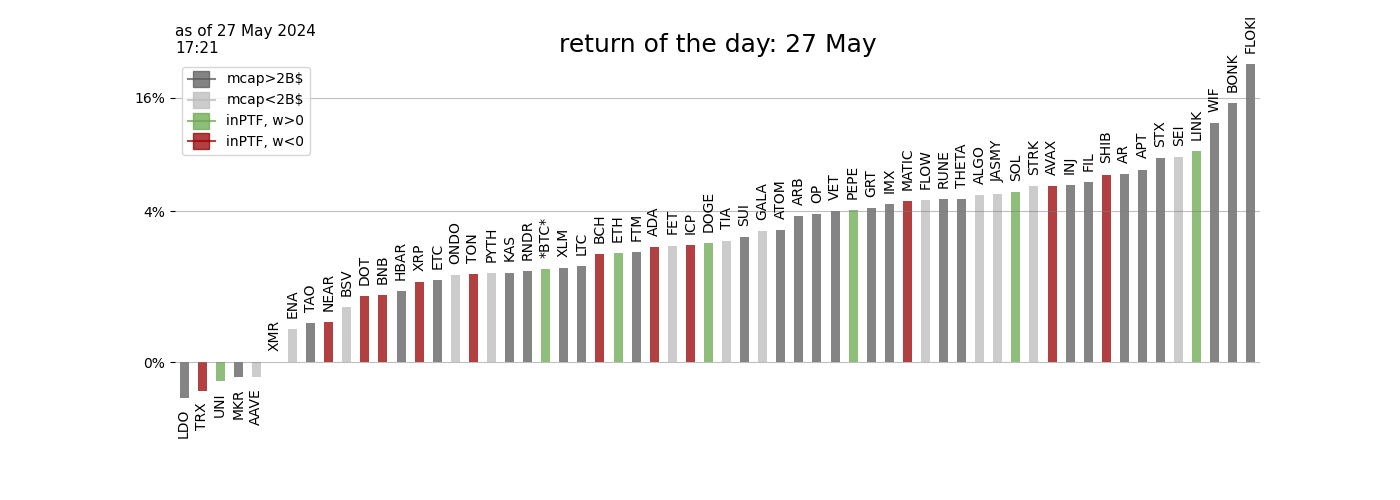 as of 27 May 2024
17:21
return of the day: 27 May
mcap>2B$
mcap<2B$
inPTF, w>0
inPTF, w<0
16%
4%
0%
LDO
TRX
UNI
MKR
AAVE
XMR
ENA
TAO
NEAR
BSV
DOT
BNB
HBAR
XRP
ETC
ONDO
TON
PYTH
KAS
RNDR
*BTC*
XLM
LTC
BCH
ETH
FTM
ADA
FET
ICP
DOGE
TIA
SUI
GALA
ATOM
ARB
OP
VET
PEPE
GRT
IMX
MATIC
FLOW
RUNE
THETA
ALGO
JASMY
SOL
STRK
AVAX
INJ
FIL
SHIB
AR
APT
STX
SEI
LINK
WIF
BONK
FLOKI